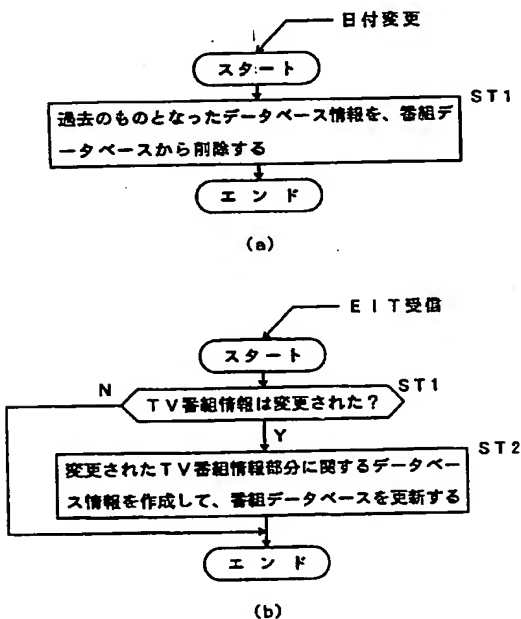 日付変更
スタート
ST1
過去のものとなったデータベース情報を、番組デ
ータベースから削除する
エンド
(a)
EIT受信
スタート
N
TV番組情報は変更された?
ST1
Y
ST2
変更されたTV番組情報部分に関するデータベー
ス情報を作成して、番組データベースを更新する
エンド
(b)